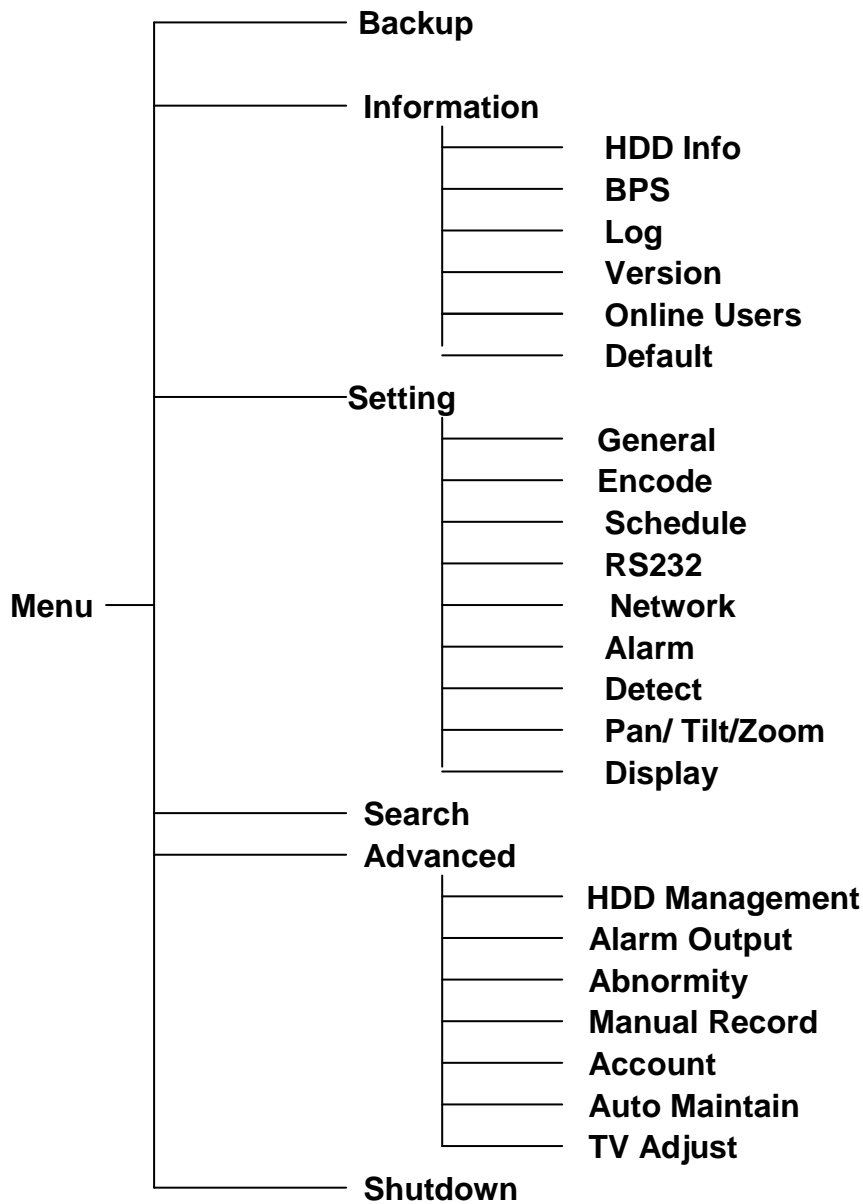 Backup
Information
HDD Info
BPS
Log
Version
Online Users
Default
Setting
General
Encode
Schedule
RS232
Menu
Network
Alarm
Detect
Pan/ Tilt/Zoom
Display
Search
Advanced
HDD Management
Alarm Output
Abnormity
Manual Record
Account
Auto Maintain
TV Adjust
Shutdown